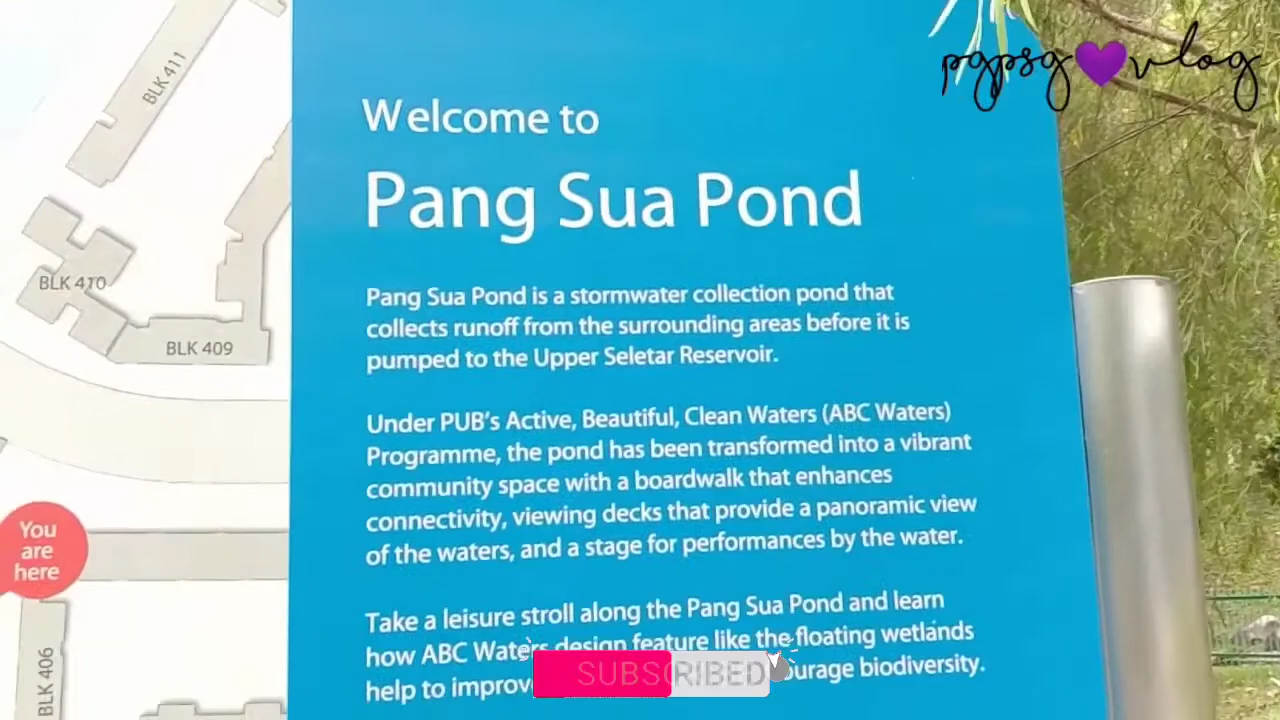 pgpsg vlog
BLK 411
BLK 410
BLK 409
You
are
here
BLK 406
Welcome to
Pang Sua Pond
Pang Sua Pond is a stormwater collection pond that
collects runoff from the surrounding areas before it is
pumped to the Upper Seletar Reservoir.
Under PUB's Active, Beautiful, Clean Waters (ABC Waters)
Programme, the pond has been transformed into a vibrant
community space with a boardwalk that enhances
connectivity, viewing decks that provide a panoramic view
of the waters, and a stage for performances by the water.
Take a leisure stroll along the Pang Sua Pond and learn
how ABC Waters design feature like the floating wetlands
help to biodiversity.
SUBSCRIBED